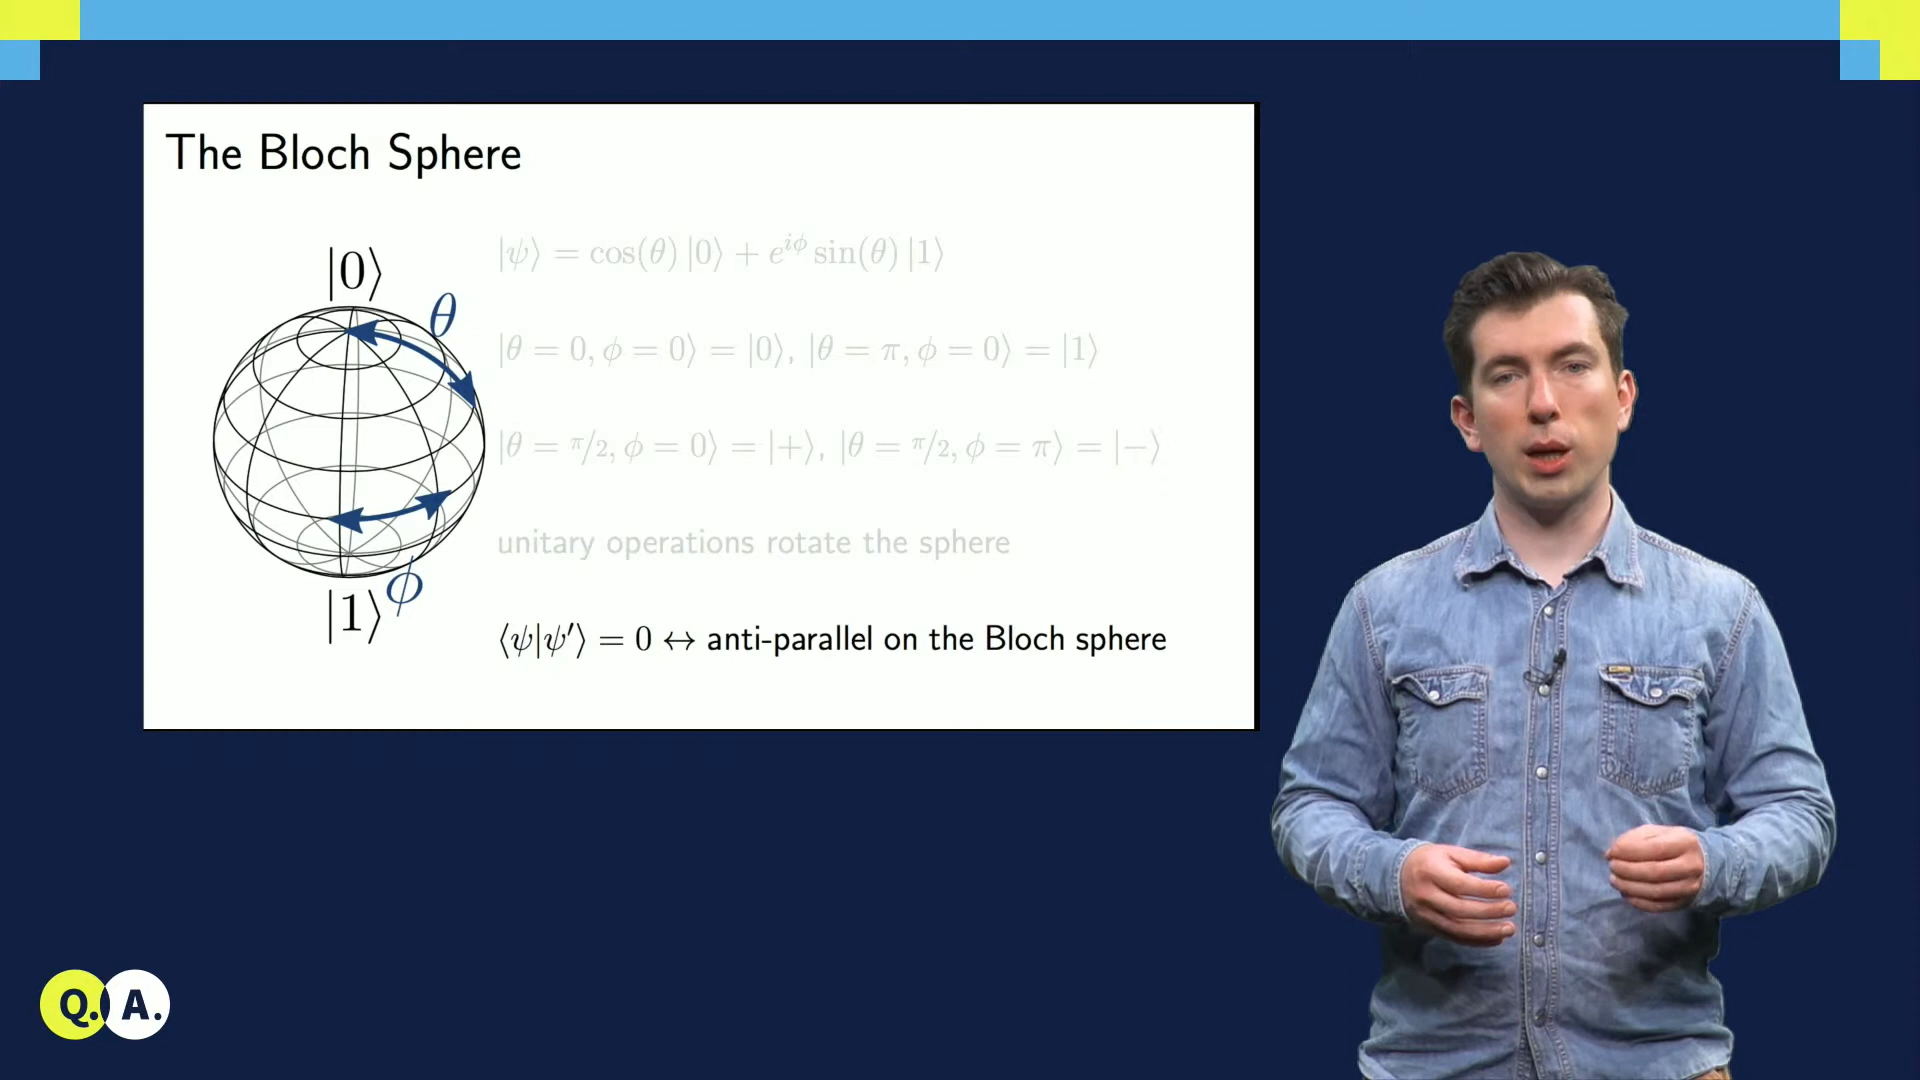 The Bloch Sphere
|0⟩
θ
|ψ⟩ = cos(θ) |0⟩ + e^{iϕ} sin(θ) |1⟩
|θ = 0, ϕ = 0⟩ = |0⟩, |θ = π, ϕ = 0⟩ = |1⟩
|θ = π/2, ϕ = 0⟩ = |+⟩, |θ = π/2, ϕ = π⟩ = |−⟩
unitary operations rotate the sphere
ϕ
|1⟩
⟨ψ|ψ′⟩ = 0 ↔ anti-parallel on the Bloch sphere
Q. A.